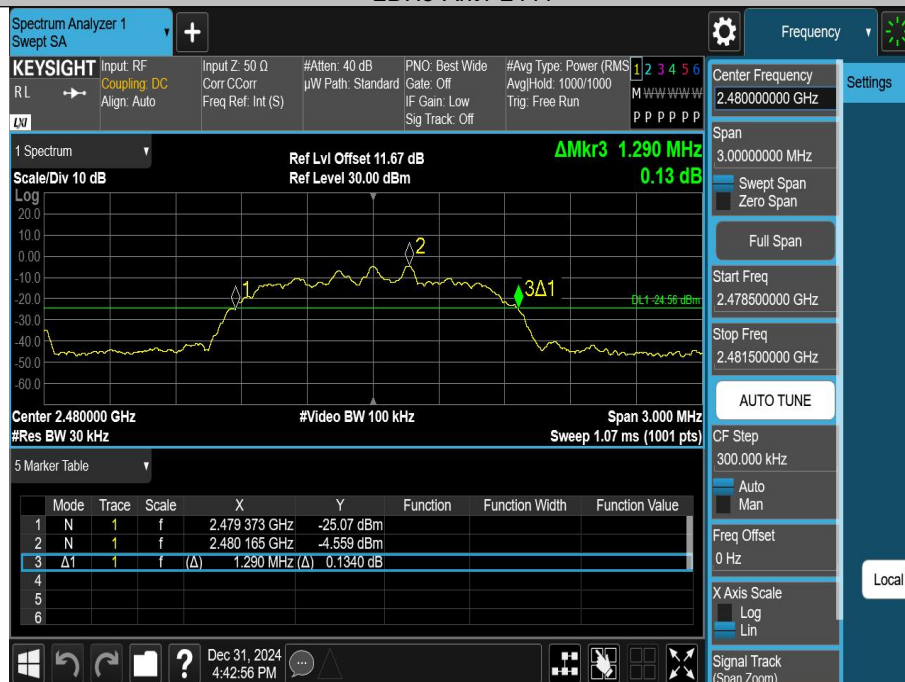 Spectrum Analyzer 1
Swept SA
+
Frequency
KEYSIGHT
RL
LXI
Input: RF
Coupling: DC
Align: Auto
Input Z: 50 Ω
Corr CCorr
Freq Ref: Int (S)
#Atten: 40 dB
µW Path: Standard
PNO: Best Wide
Gate: Off
IF Gain: Low
Sig Track: Off
#Avg Type: Power (RMS
Avg|Hold: 1000/1000
Trig: Free Run
1 2 3 4 5 6
M W W W W W
P P P P P P
1 Spectrum
Scale/Div 10 dB
Ref Lvl Offset 11.67 dB
Ref Level 30.00 dBm
ΔMkr3 1.290 MHz
0.13 dB
Log
20.0
10.0
0.00
-10.0
-20.0
-30.0
-40.0
-50.0
-60.0
1
2
3Δ1
DL1 -24.56 dBm
Center 2.480000 GHz
#Video BW 100 kHz
Span 3.000 MHz
#Res BW 30 kHz
Sweep 1.07 ms (1001 pts)
5 Marker Table
Mode Trace Scale X Y Function Function Width Function Value
1 N 1 f 2.479 373 GHz -25.07 dBm
2 N 1 f 2.480 165 GHz -4.559 dBm
3 Δ1 1 f (Δ) 1.290 MHz (Δ) 0.1340 dB
4
5
6
?
Dec 31, 2024
4:42:56 PM
Center Frequency
2.480000000 GHz
Settings
Span
3.00000000 MHz
Swept Span
Zero Span
Full Span
Start Freq
2.478500000 GHz
Stop Freq
2.481500000 GHz
AUTO TUNE
CF Step
300.000 kHz
Auto
Man
Freq Offset
0 Hz
Local
X Axis Scale
Log
Lin
Signal Track
(Span Zoom)